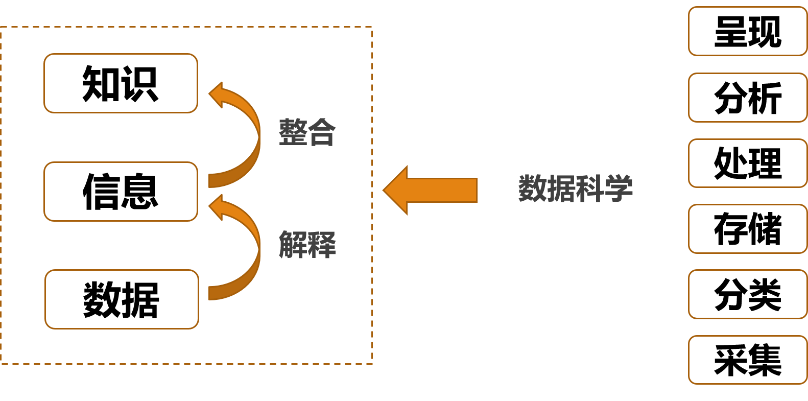 知识
整合
信息
解释
数据
数据科学
呈现
分析
处理
存储
分类
采集